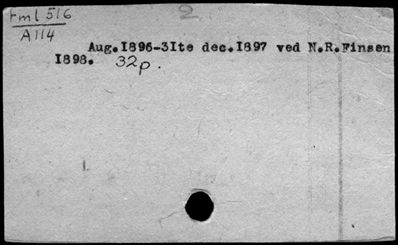 Fml 516
2
A114
Aug.1896-31te dec.1897 ved N.R.Finsen
1898. 32p.